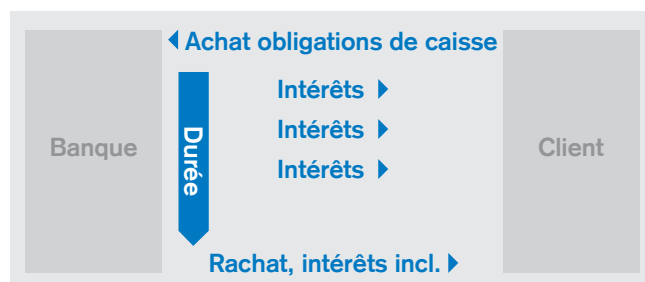 Achat obligations de caisse
Intérêts
Intérêts
Intérêts
Banque
Durée
Client
Rachat, intérêts incl.